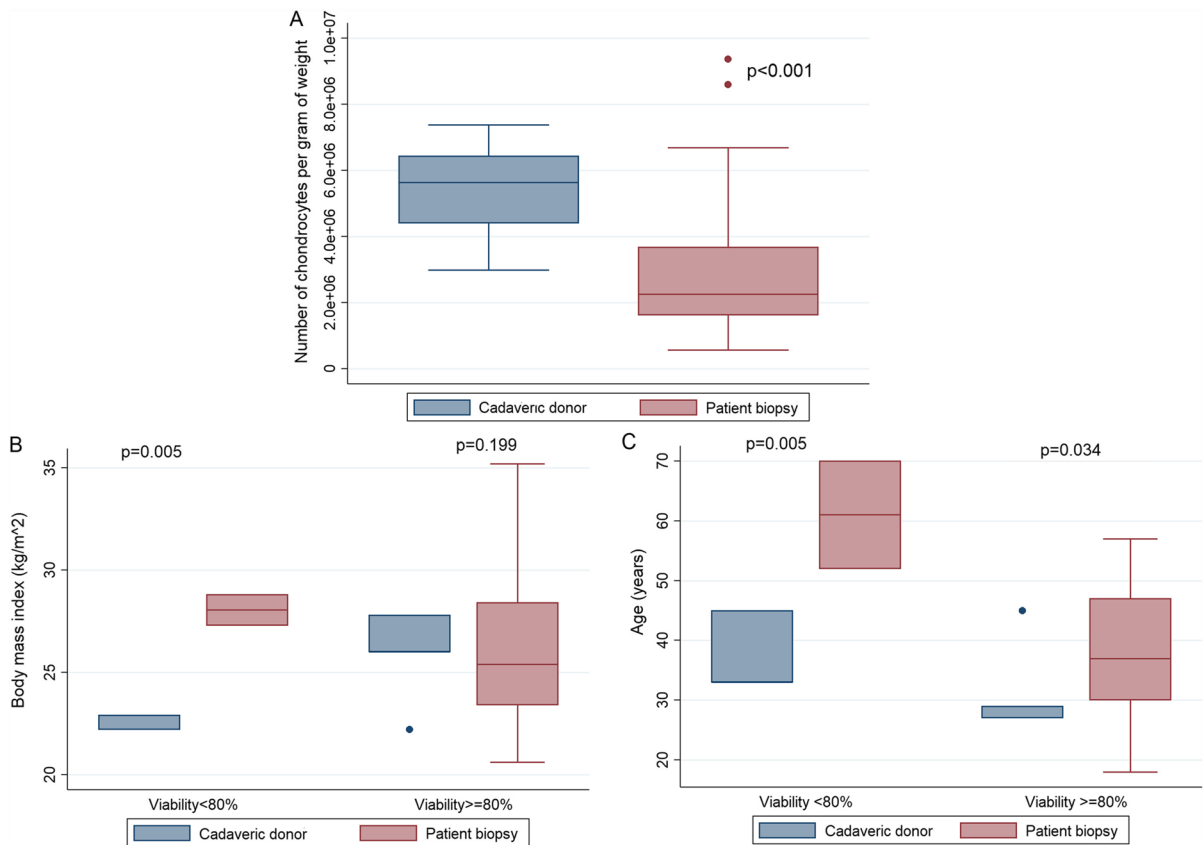 A
Number of chondrocytes per gram of weight
1.0e+07
8.0e+06
6.0e+06
4.0e+06
2.0e+06
0
p<0.001
Cadaveric donor
Patient biopsy
B
Body mass index (kg/m^2)
35
30
25
20
p=0.005
p=0.199
Viability<80%
Viability>=80%
Cadaveric donor
Patient biopsy
C
Age (years)
70
60
50
40
30
20
p=0.005
p=0.034
Viability <80%
Viability >=80%
Cadaveric donor
Patient biopsy